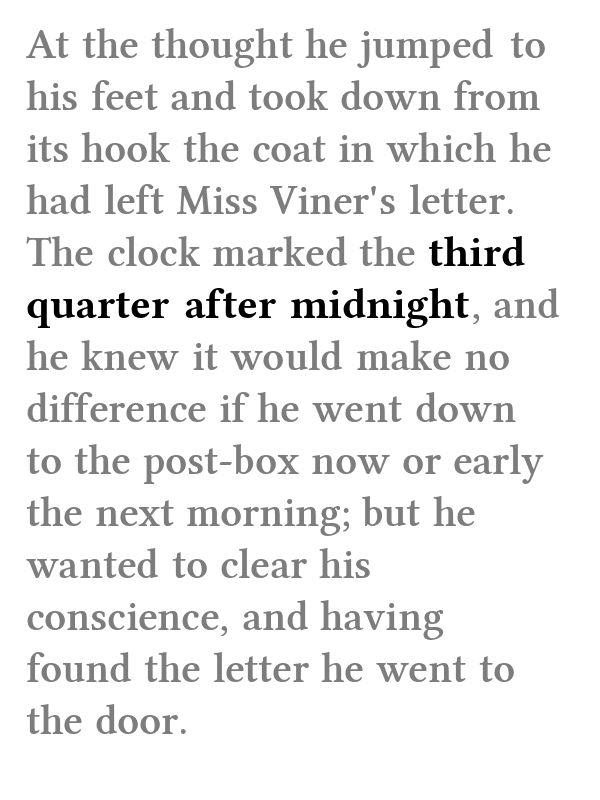 At the thought he jumped to
his feet and took down from
its hook the coat in which he
had left Miss Viner's letter.
The clock marked the third
quarter after midnight, and
he knew it would make no
difference if he went down
to the post-box now or early
the next morning; but he
wanted to clear his
conscience, and having
found the letter he went to
the door.